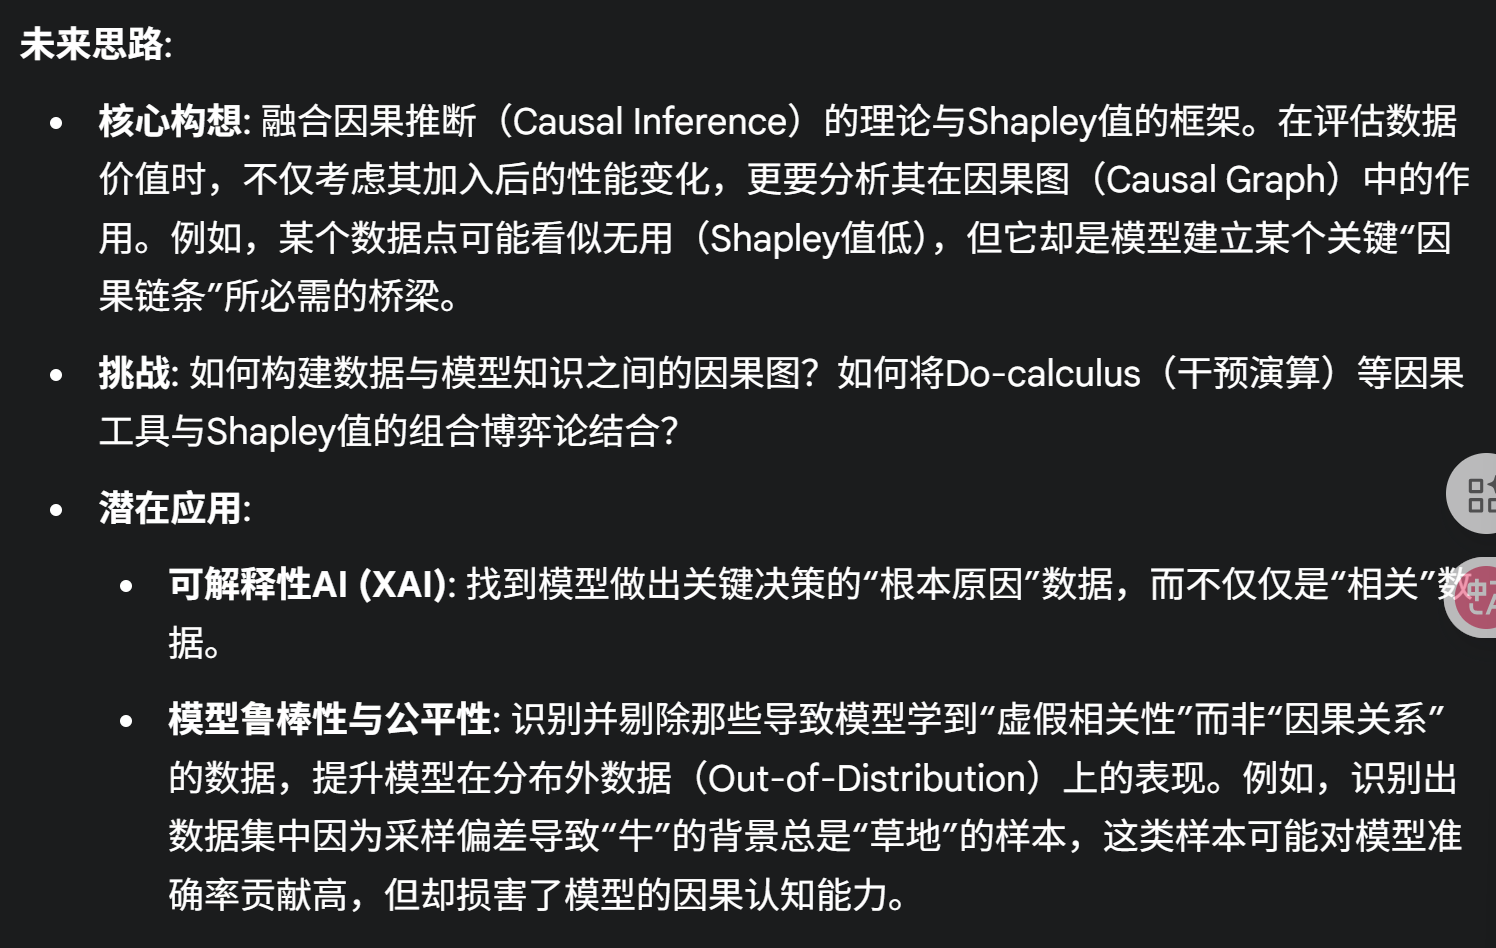 未来思路:
• 核心构想: 融合因果推断（Causal Inference）的理论与Shapley值的框架。在评估数据
价值时，不仅考虑其加入后的性能变化，更要分析其在因果图（Causal Graph）中的作
用。例如，某个数据点可能看似无用（Shapley值低），但它却是模型建立某个关键“因
果链条”所必需的桥梁。
• 挑战: 如何构建数据与模型知识之间的因果图？如何将Do-calculus（干预演算）等因果
工具与Shapley值的组合博弈论结合？
• 潜在应用:
• 可解释性AI (XAI): 找到模型做出关键决策的“根本原因”数据，而不仅仅是“相关”数
据。
• 模型鲁棒性与公平性: 识别并剔除那些导致模型学到“虚假相关性”而非“因果关系”
的数据，提升模型在分布外数据（Out-of-Distribution）上的表现。例如，识别出
数据集中因为采样偏差导致“牛”的背景总是“草地”的样本，这类样本可能对模型准
确率贡献高，但却损害了模型的因果认知能力。